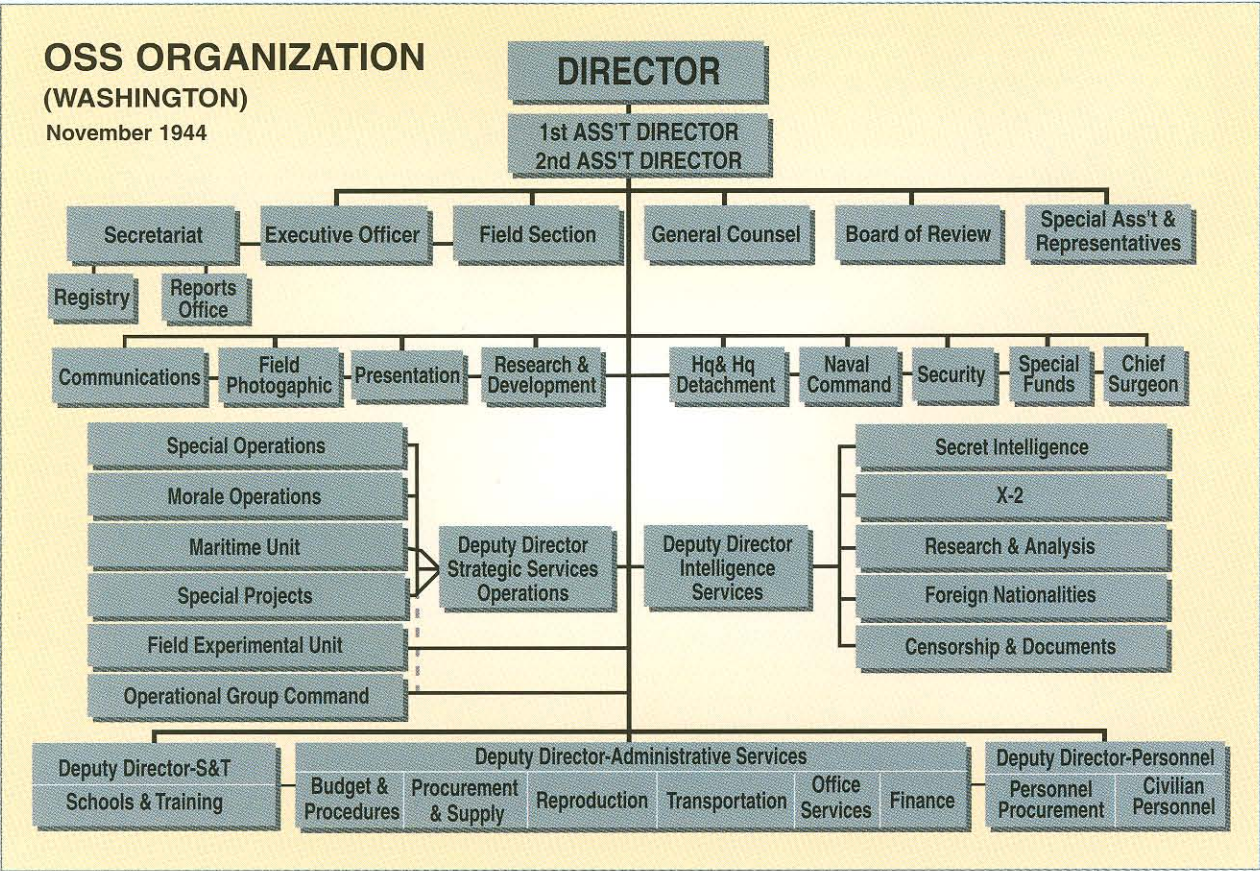 OSS ORGANIZATION
(WASHINGTON)
November 1944
DIRECTOR
1st ASS'T DIRECTOR
2nd ASS'T DIRECTOR
Secretariat
Executive Officer
Field Section
General Counsel
Board of Review
Special Ass't &
Representatives
Registry
Reports
Office
Communications
Field
Photogaphic
Presentation
Research &
Development
Hq& Hq
Detachment
Naval
Command
Security
Special
Funds
Chief
Surgeon
Special Operations
Morale Operations
Maritime Unit
Special Projects
Field Experimental Unit
Operational Group Command
Deputy Director
Strategic Services
Operations
Deputy Director
Intelligence
Services
Secret Intelligence
X-2
Research & Analysis
Foreign Nationalities
Censorship & Documents
Deputy Director-S&T
Schools & Training
Deputy Director-Administrative Services
Budget &
Procedures
Procurement
& Supply
Reproduction
Transportation
Office
Services
Finance
Deputy Director-Personnel
Personnel
Procurement
Civilian
Personnel